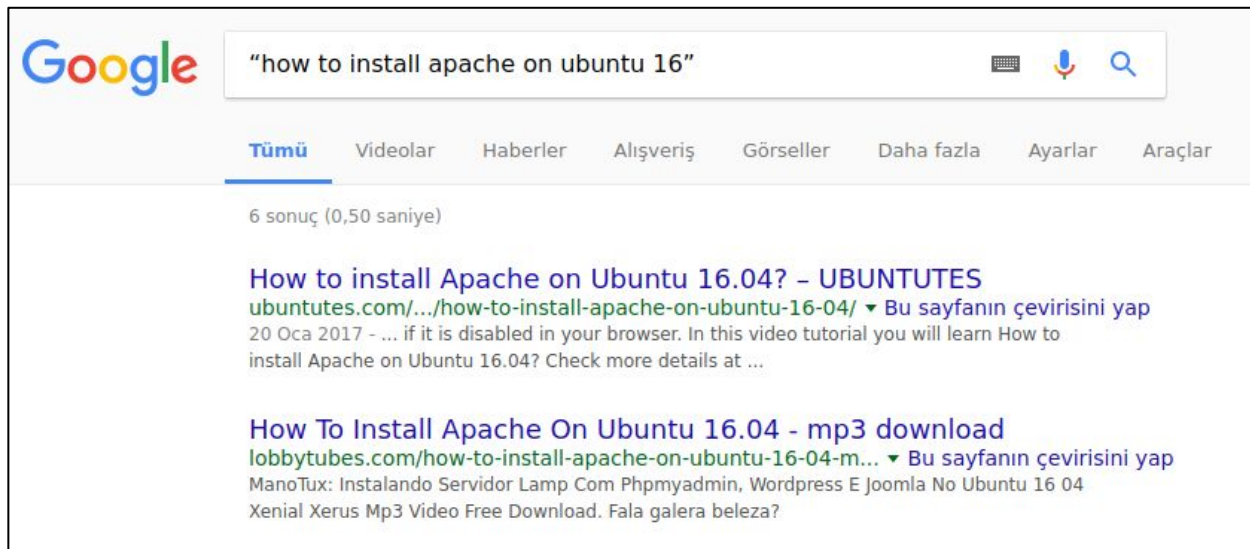 Google
“how to install apache on ubuntu 16”
Tümü Videolar Haberler Alışveriş Görseller Daha fazla Ayarlar Araçlar
6 sonuç (0,50 saniye)
How to install Apache on Ubuntu 16.04? – UBUNTUTES
ubuntutes.com/.../how-to-install-apache-on-ubuntu-16-04/ ▾ Bu sayfanın çevirisini yap
20 Oca 2017 - ... if it is disabled in your browser. In this video tutorial you will learn How to
install Apache on Ubuntu 16.04? Check more details at ...
How To Install Apache On Ubuntu 16.04 - mp3 download
lobbytubes.com/how-to-install-apache-on-ubuntu-16-04-m... ▾ Bu sayfanın çevirisini yap
ManoTux: Instalando Servidor Lamp Com Phpmyadmin, Wordpress E Joomla No Ubuntu 16 04
Xenial Xerus Mp3 Video Free Download. Fala galera beleza?